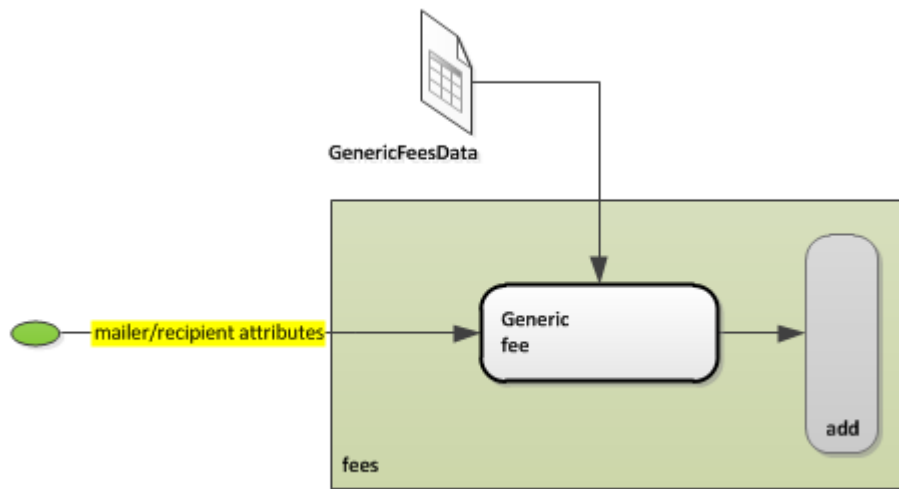 GenericFeesData
mailer/recipient attributes
Generic
fee
add
fees